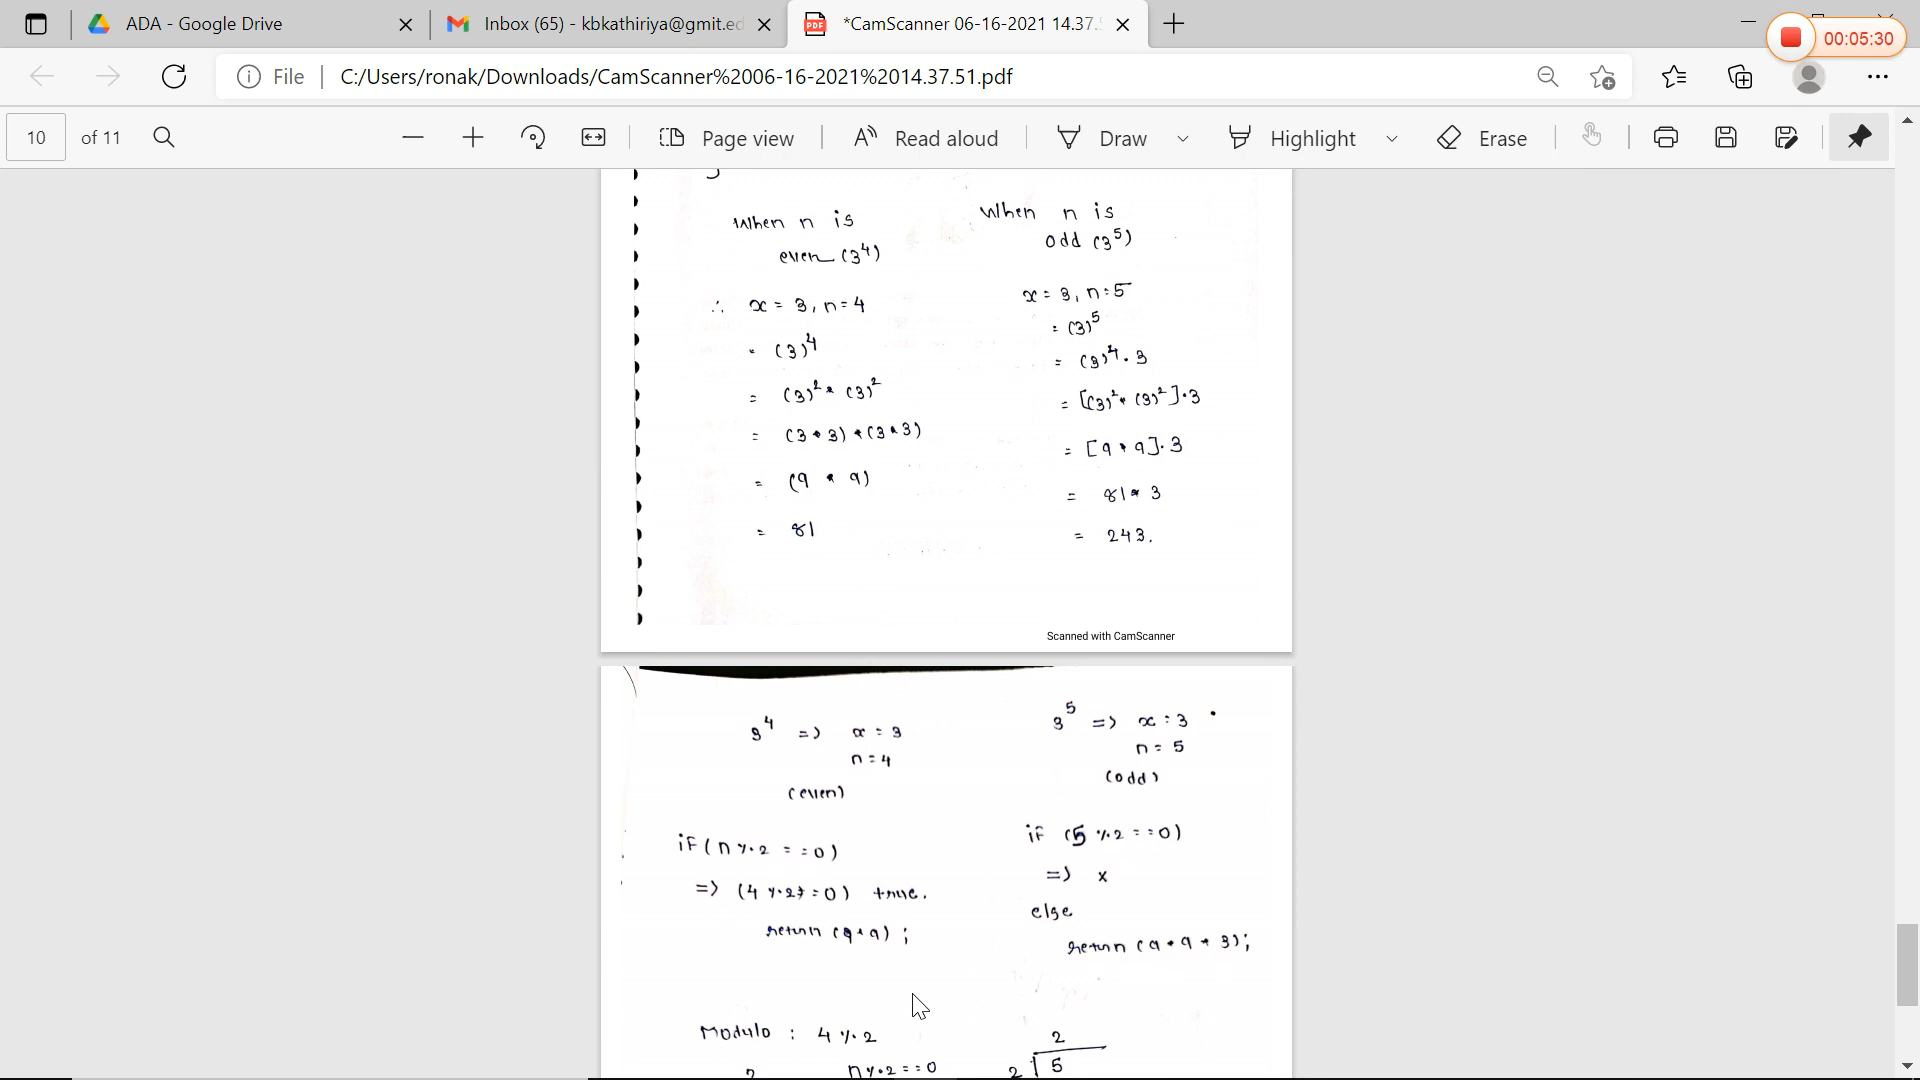 ADA - Google Drive
Inbox (65) - kbkathiriya@gmit.ed
*CamScanner 06-16-2021 14.37.5
00:05:30
File
C:/Users/ronak/Downloads/CamScanner%2006-16-2021%2014.37.51.pdf
10 of 11
Page view
Read aloud
Draw
Highlight
Erase
When n is
even (3⁴)
∴ x = 3, n = 4
= (3)⁴
= (3)² * (3)²
= (3 * 3) * (3 * 3)
= (9 * 9)
= 81
When n is
odd (3⁵)
x = 3, n = 5
= (3)⁵
= (3)⁴ . 3
= [(3)² * (3)²] . 3
= [9 * 9] . 3
= 81 * 3
= 243.
Scanned with CamScanner
3⁴ => x = 3
n = 4
(even)
if (n % 2 == 0)
=> (4 % 2 == 0) true.
return (9 * 9);
3⁵ => x = 3
n = 5
(odd)
if (5 % 2 == 0)
=> x
else
return (9 * 9 * 3);
Modulo : 4 % 2
n % 2 == 0
2
2 5